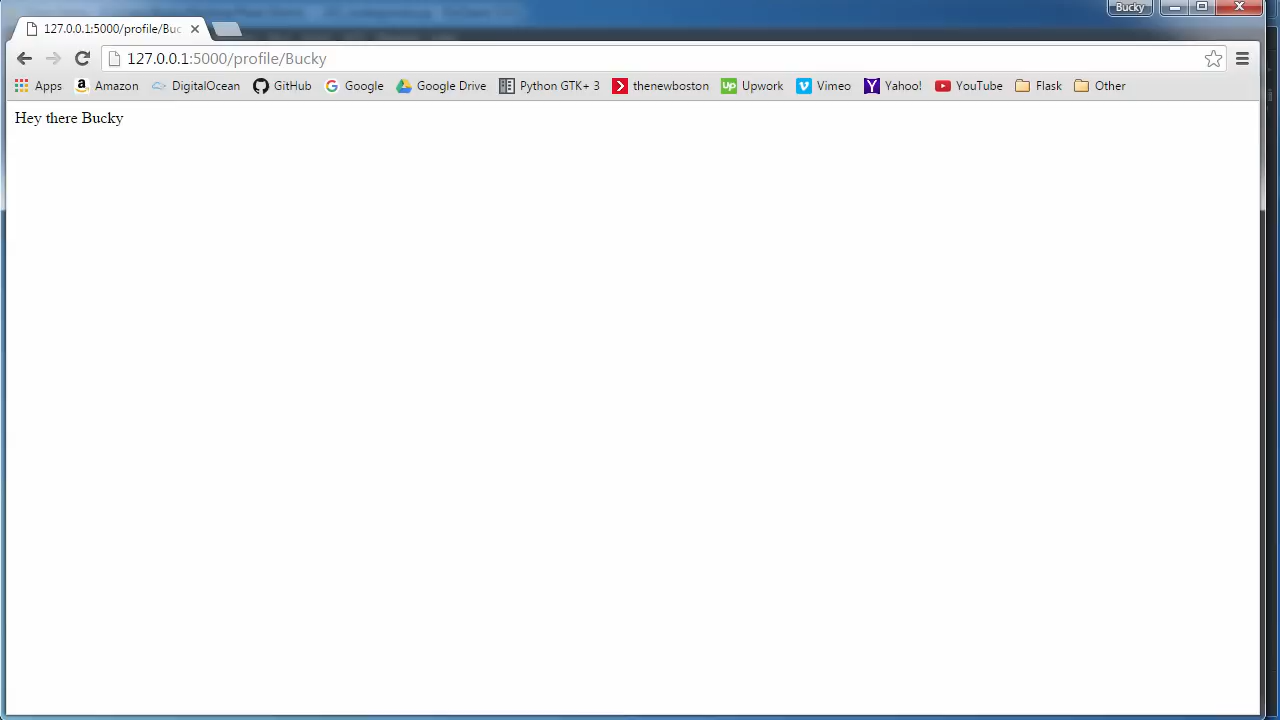 Bucky
127.0.0.1:5000/profile/Buc
127.0.0.1:5000/profile/Bucky
Apps Amazon DigitalOcean GitHub Google Google Drive Python GTK+ 3 thenewboston Up Upwork Vimeo Yahoo! YouTube Flask Other
Hey there Bucky